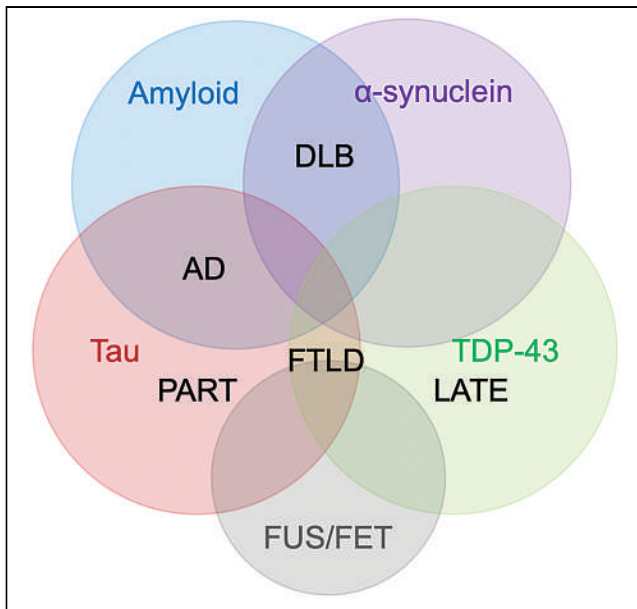 Amyloid
α-synuclein
DLB
AD
Tau
FTLD
TDP-43
PART
LATE
FUS/FET